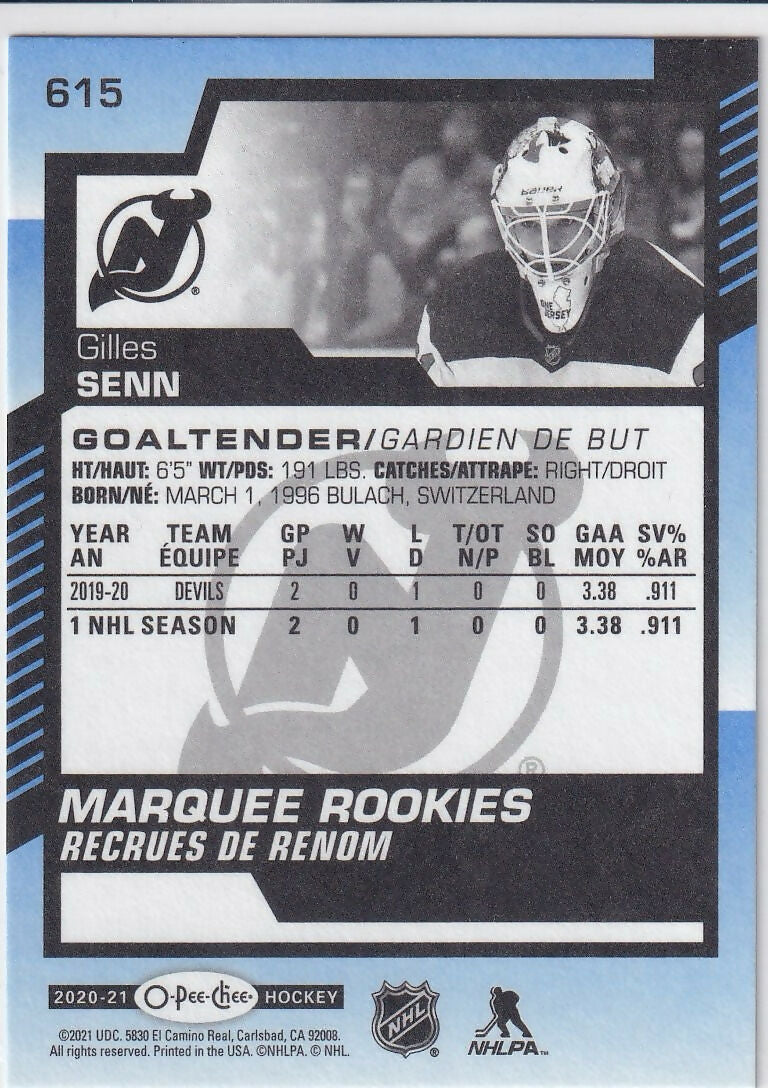 615
BAUER
ONE
JERSEY
®
Gilles
SENN
GOALTENDER/GARDIEN DE BUT
HT/HAUT: 6'5" WT/PDS: 191 LBS. CATCHES/ATTRAPE: RIGHT/DROIT
BORN/NÉ: MARCH 1, 1996 BULACH, SWITZERLAND
YEAR TEAM GP W L T/OT SO GAA SV%
AN ÉQUIPE PJ V D N/P BL MOY %AR
2019-20 DEVILS 2 0 1 0 0 3.38 .911
1 NHL SEASON 2 0 1 0 0 3.38 .911
®
MARQUEE ROOKIES
RECRUES DE RENOM
2020-21 O-Pee-Chee® HOCKEY
NHL ®
NHLPA™
©2021 UDC. 5830 El Camino Real, Carlsbad, CA 92008.
All rights reserved. Printed in the USA. ©NHLPA. © NHL.